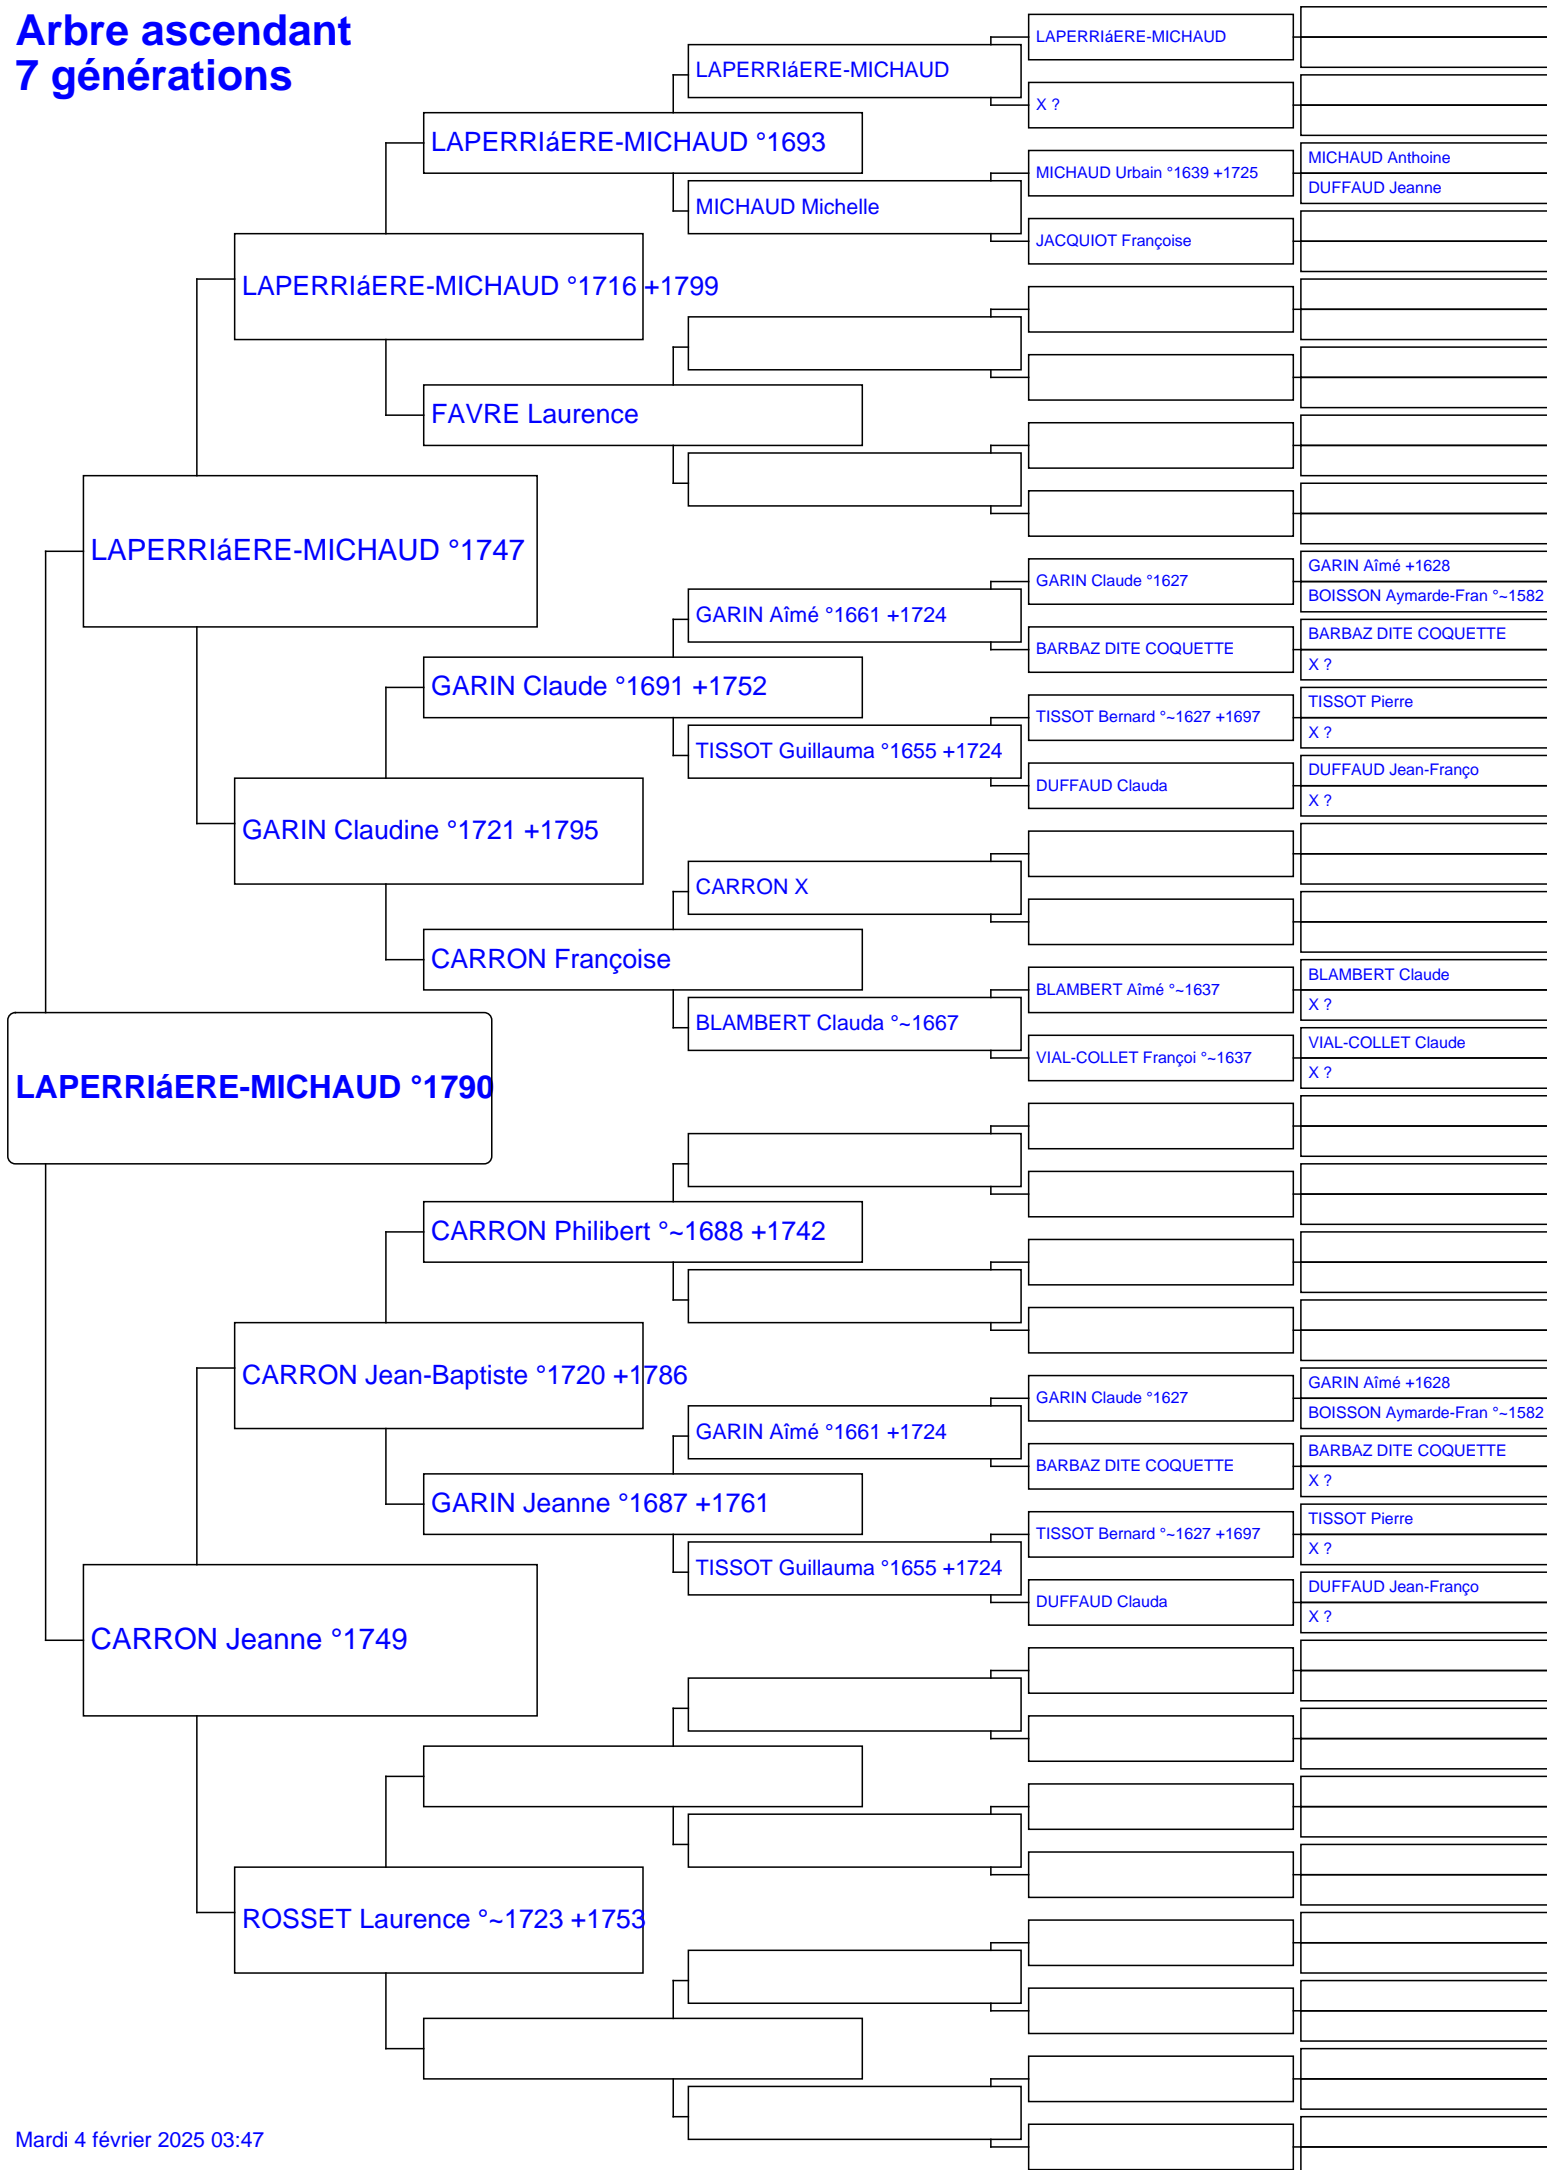 Arbre ascendant
7 générations
LAPERRIáERE-MICHAUD
LAPERRIáERE-MICHAUD
X ?
LAPERRIáERE-MICHAUD °1693
MICHAUD Anthoine
MICHAUD Urbain °1639 +1725
DUFFAUD Jeanne
MICHAUD Michelle
JACQUIOT Françoise
LAPERRIáERE-MICHAUD °1716 +1799
FAVRE Laurence
LAPERRIáERE-MICHAUD °1747
GARIN Aîmé +1628
GARIN Claude °1627
BOISSON Aymarde-Fran °~1582
GARIN Aîmé °1661 +1724
BARBAZ DITE COQUETTE
BARBAZ DITE COQUETTE
X ?
GARIN Claude °1691 +1752
TISSOT Pierre
TISSOT Bernard °~1627 +1697
X ?
TISSOT Guillauma °1655 +1724
DUFFAUD Jean-Franço
DUFFAUD Clauda
X ?
GARIN Claudine °1721 +1795
CARRON X
CARRON Françoise
BLAMBERT Claude
BLAMBERT Aîmé °~1637
X ?
BLAMBERT Clauda °~1667
VIAL-COLLET Claude
VIAL-COLLET Françoi °~1637
X ?
LAPERRIáERE-MICHAUD °1790
CARRON Philibert °~1688 +1742
CARRON Jean-Baptiste °1720 +1786
GARIN Aîmé +1628
GARIN Claude °1627
BOISSON Aymarde-Fran °~1582
GARIN Aîmé °1661 +1724
BARBAZ DITE COQUETTE
BARBAZ DITE COQUETTE
X ?
GARIN Jeanne °1687 +1761
TISSOT Pierre
TISSOT Bernard °~1627 +1697
X ?
TISSOT Guillauma °1655 +1724
DUFFAUD Jean-Franço
DUFFAUD Clauda
X ?
CARRON Jeanne °1749
ROSSET Laurence °~1723 +1753
Mardi 4 février 2025 03:47